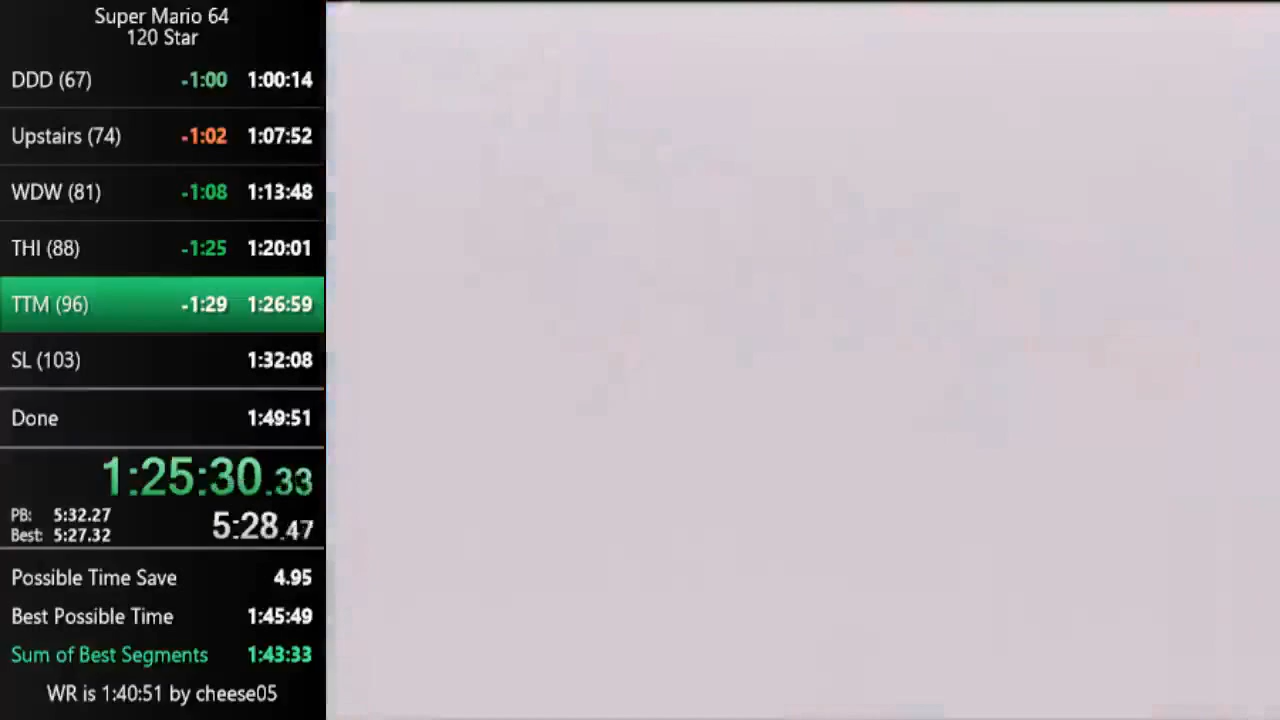 Super Mario 64
120 Star
DDD (67) -1:00 1:00:14
Upstairs (74) -1:02 1:07:52
WDW (81) -1:08 1:13:48
THI (88) -1:25 1:20:01
TTM (96) -1:29 1:26:59
SL (103) 1:32:08
Done 1:49:51
1:25:30.33
PB: 5:32.27 5:28.47
Best: 5:27.32
Possible Time Save 4.95
Best Possible Time 1:45:49
Sum of Best Segments 1:43:33
WR is 1:40:51 by cheese05